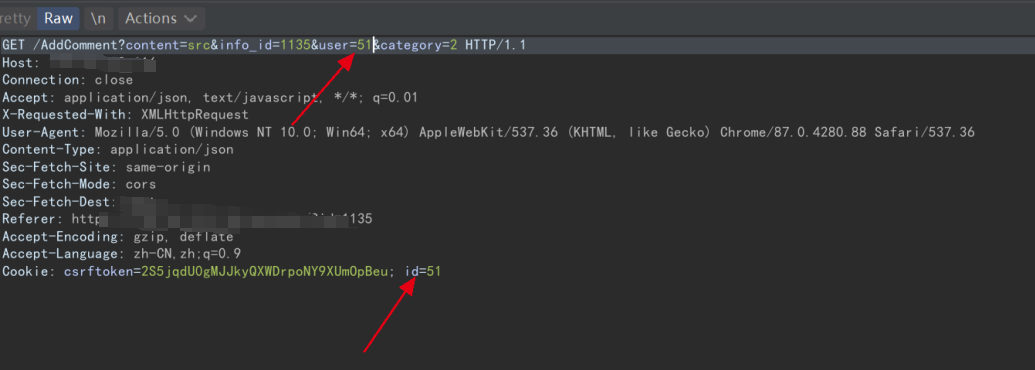 retty Raw \n Actions
GET /AddComment?content=src&info_id=1135&user=51&category=2 HTTP/1.1
Host:
Connection: close
Accept: application/json, text/javascript, */*; q=0.01
X-Requested-With: XMLHttpRequest
User-Agent: Mozilla/5.0 (Windows NT 10.0; Win64; x64) AppleWebKit/537.36 (KHTML, like Gecko) Chrome/87.0.4280.88 Safari/537.36
Content-Type: application/json
Sec-Fetch-Site: same-origin
Sec-Fetch-Mode: cors
Sec-Fetch-Dest:
Referer: http 1135
Accept-Encoding: gzip, deflate
Accept-Language: zh-CN,zh;q=0.9
Cookie: csrftoken=2S5jqdU0gMJJkyQXWDrpoNY9XUmOpBeu; id=51